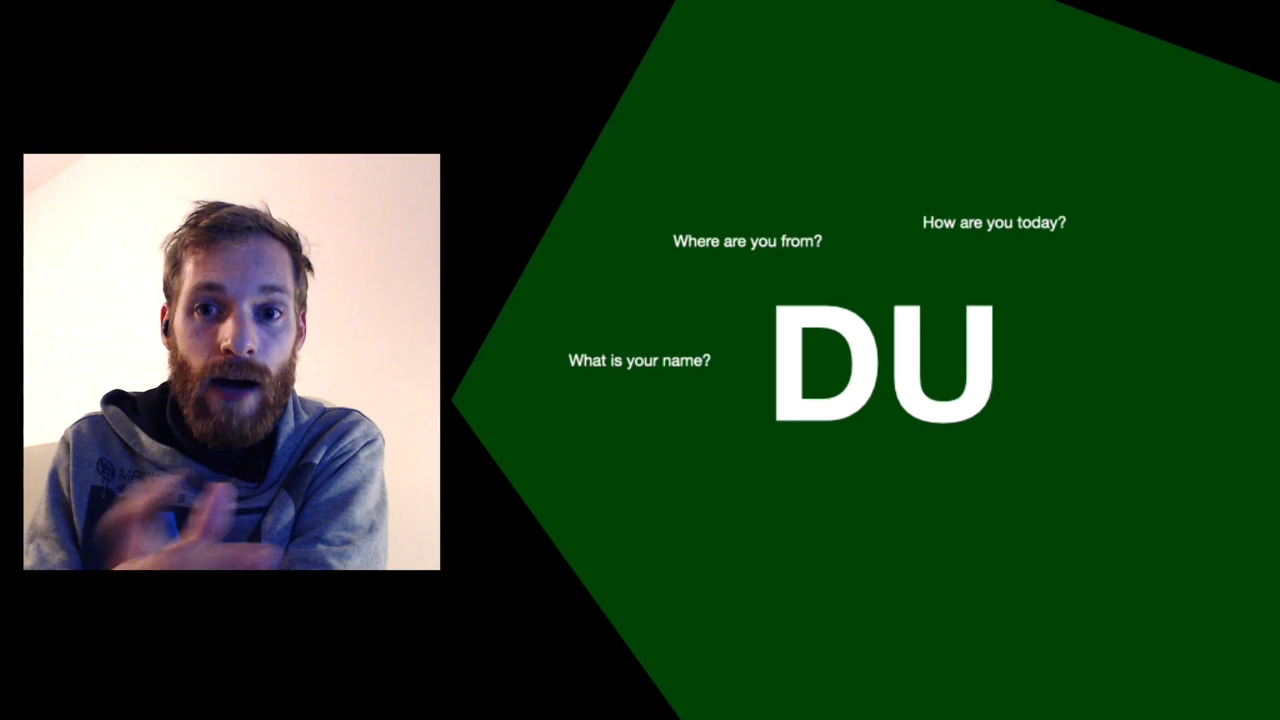 How are you today?
Where are you from?
DU
What is your name?